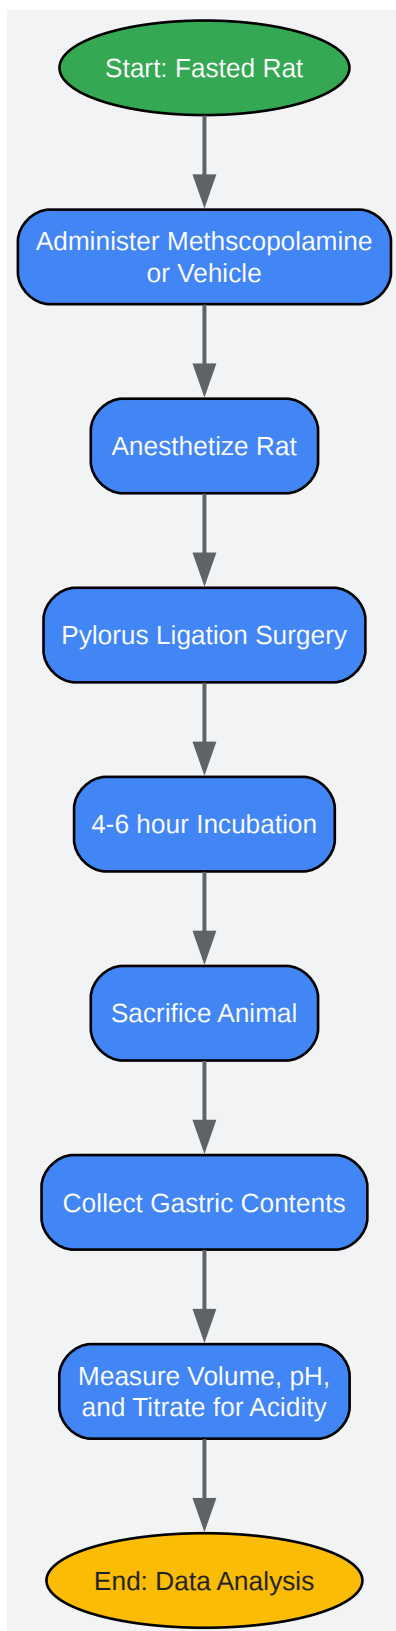 Start: Fasted Rat
Administer Methscopolamine
or Vehicle
Anesthetize Rat
Pylorus Ligation Surgery
4-6 hour Incubation
Sacrifice Animal
Collect Gastric Contents
Measure Volume, pH,
and Titrate for Acidity
End: Data Analysis